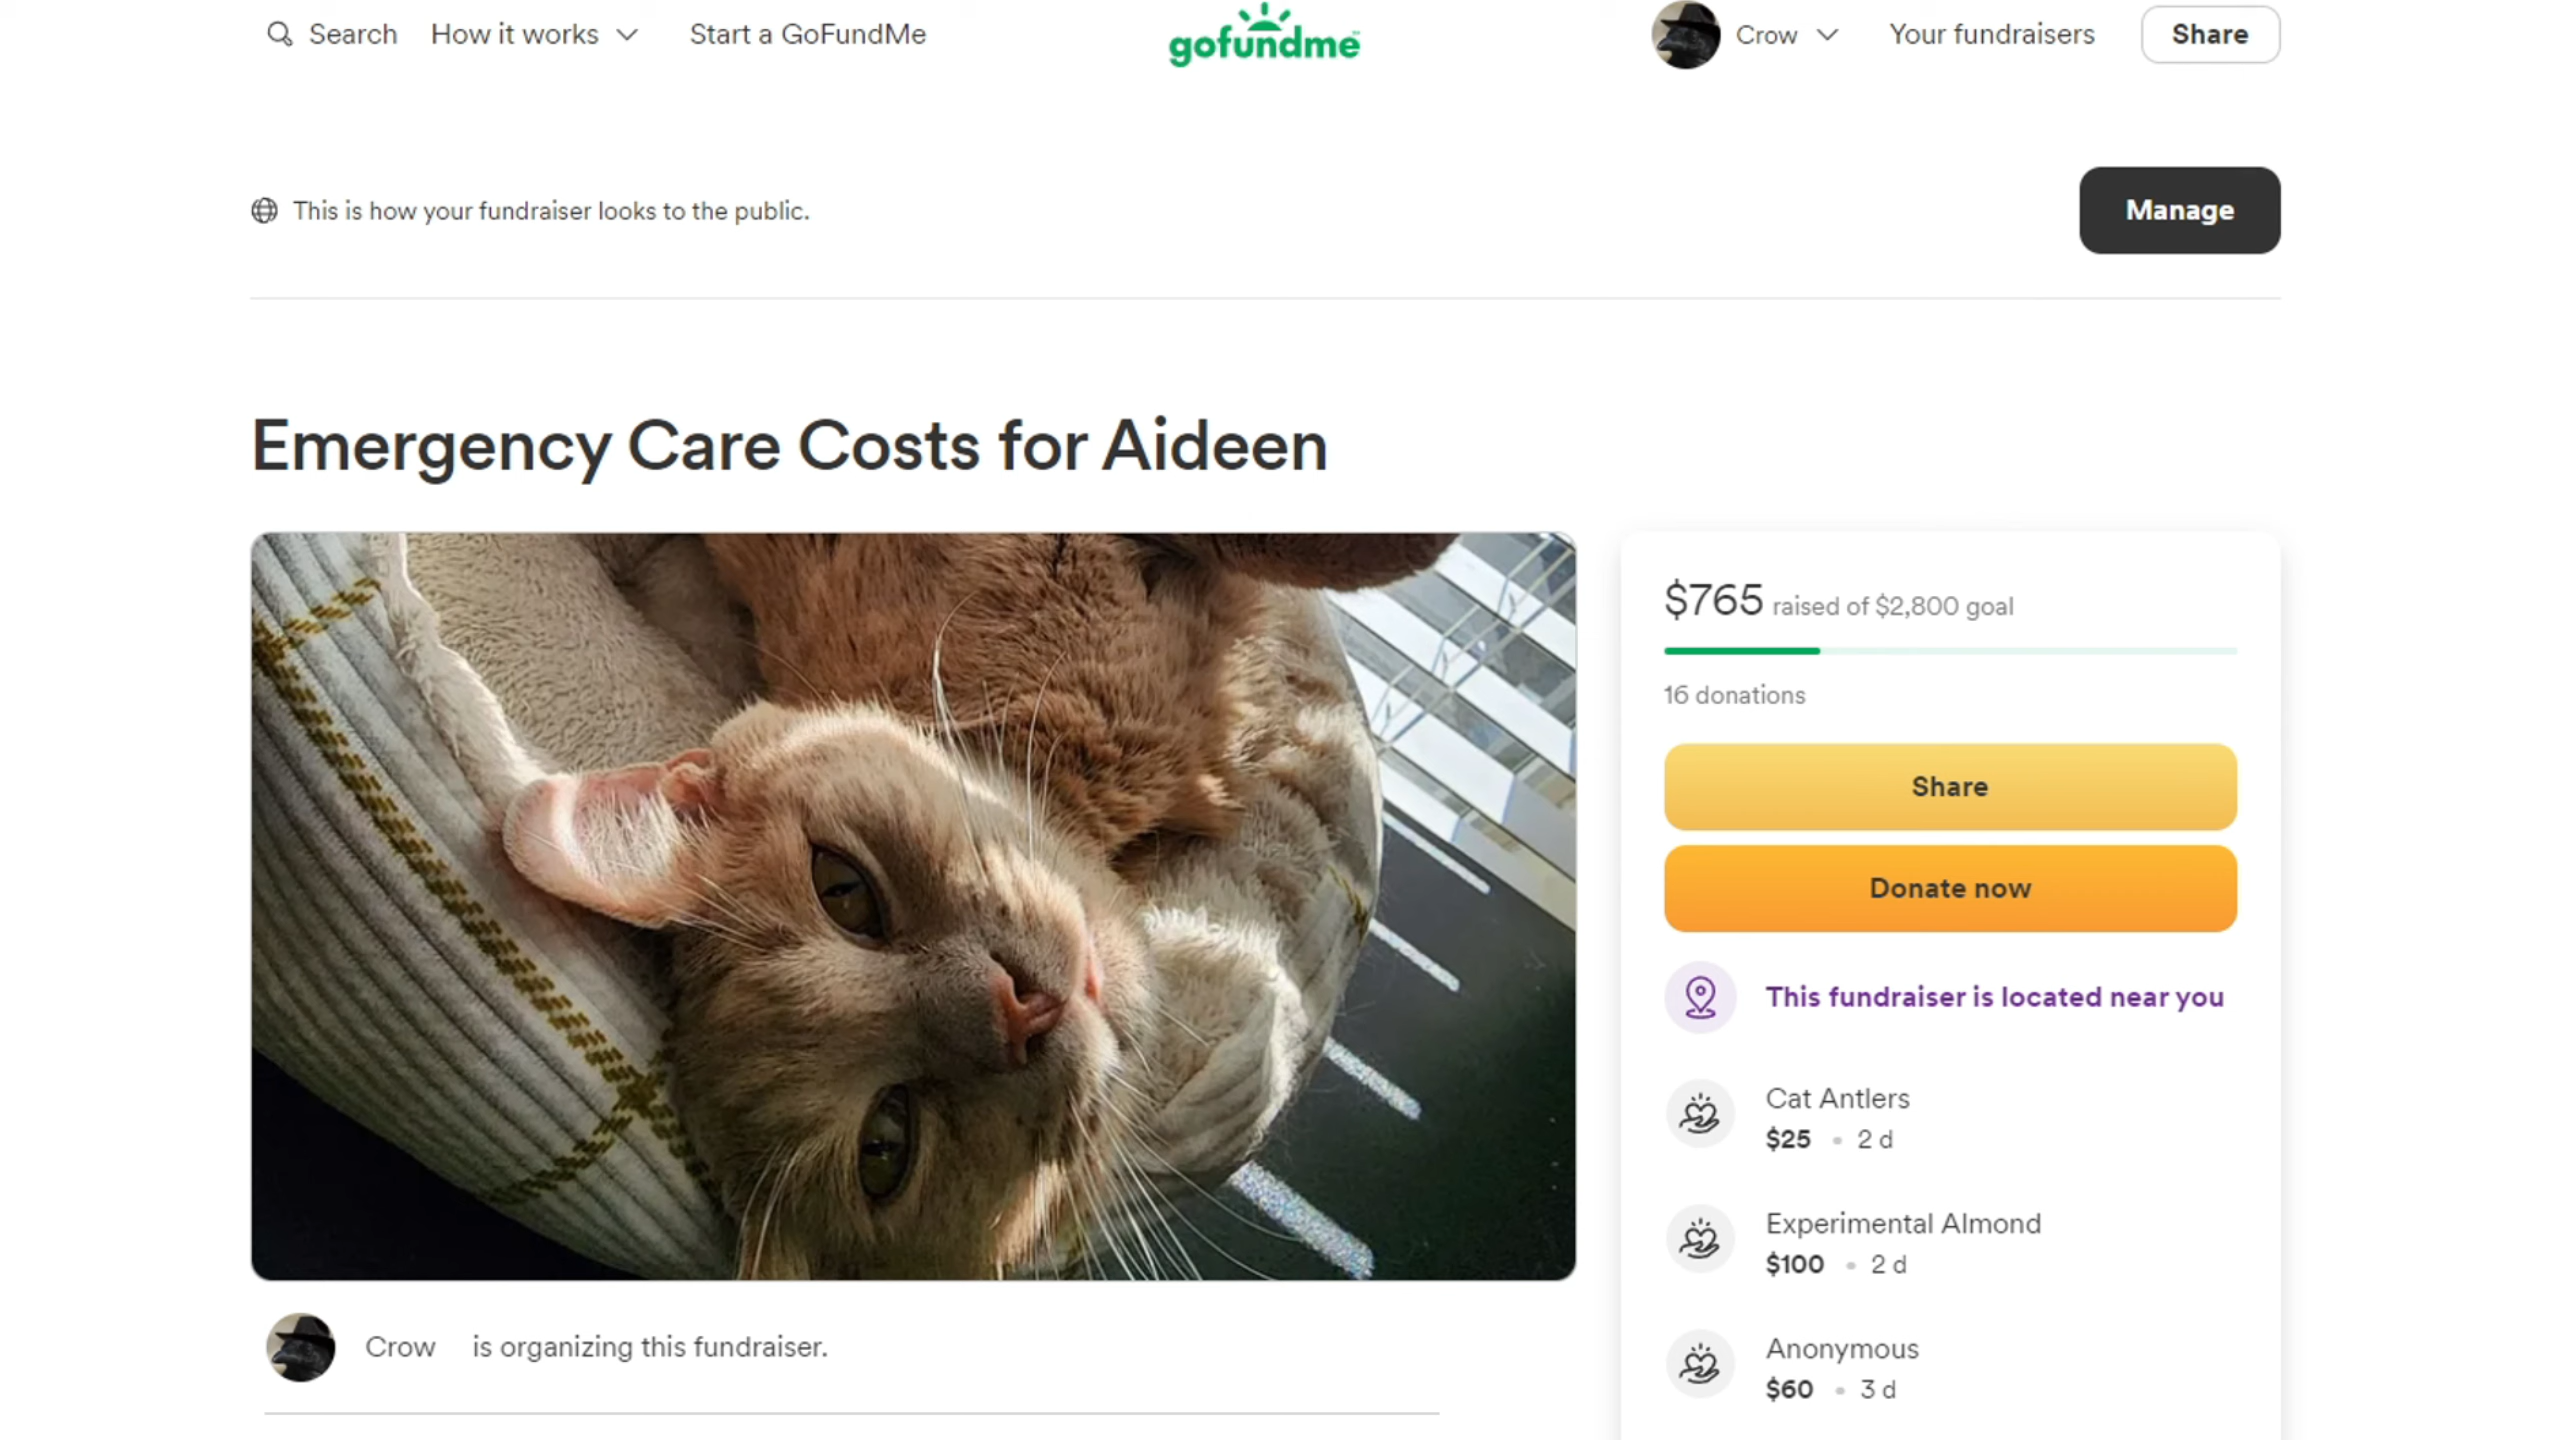 Search How it works Start a GoFundMe gofundme Crow Your fundraisers Share
This is how your fundraiser looks to the public. Manage
Emergency Care Costs for Aideen
$765 raised of $2,800 goal
16 donations
Share
Donate now
This fundraiser is located near you
Cat Antlers
$25 • 2 d
Experimental Almond
$100 • 2 d
Anonymous
$60 • 3 d
Crow is organizing this fundraiser.